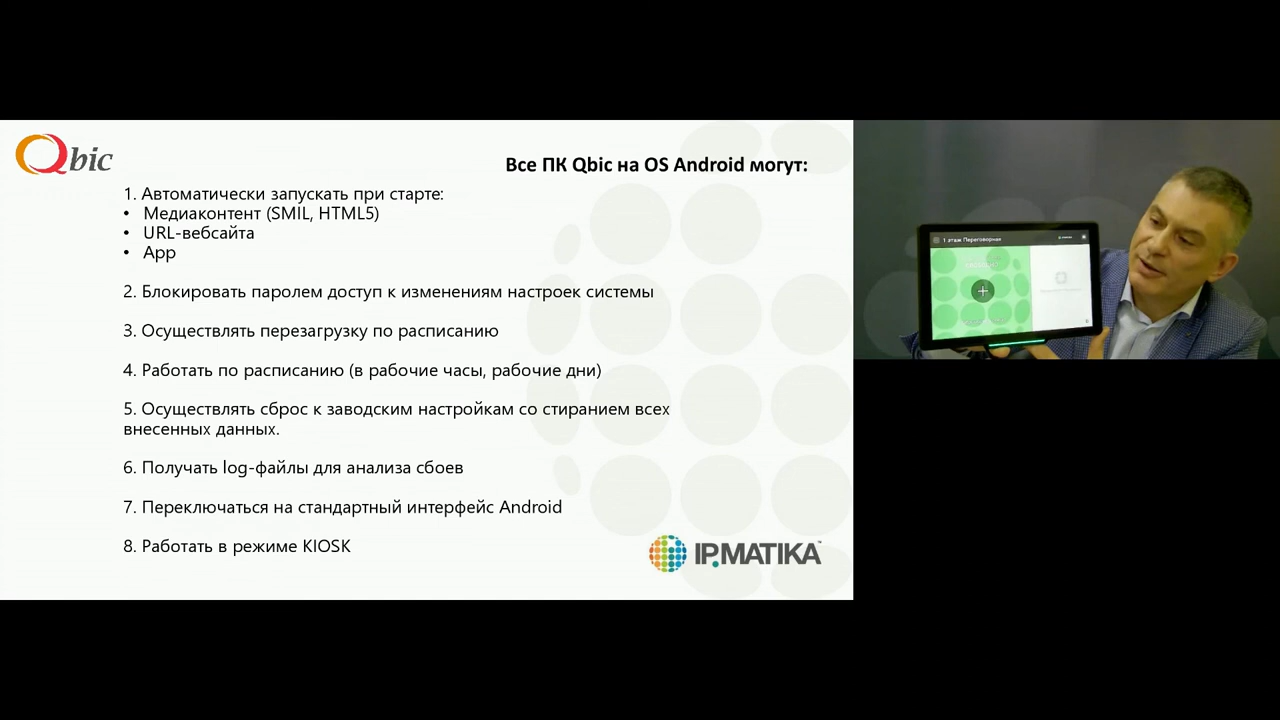 Qbic
Все ПК Qbic на OS Android могут:
1. Автоматически запускать при старте:
• Медиаконтент (SMIL, HTML5)
• URL-вебсайта
• App
2. Блокировать паролем доступ к изменениям настроек системы
3. Осуществлять перезагрузку по расписанию
4. Работать по расписанию (в рабочие часы, рабочие дни)
5. Осуществлять сброс к заводским настройкам со стиранием всех
внесенных данных.
6. Получать log-файлы для анализа сбоев
7. Переключаться на стандартный интерфейс Android
8. Работать в режиме KIOSK
IPMATIKA™
1 этаж Переговорная